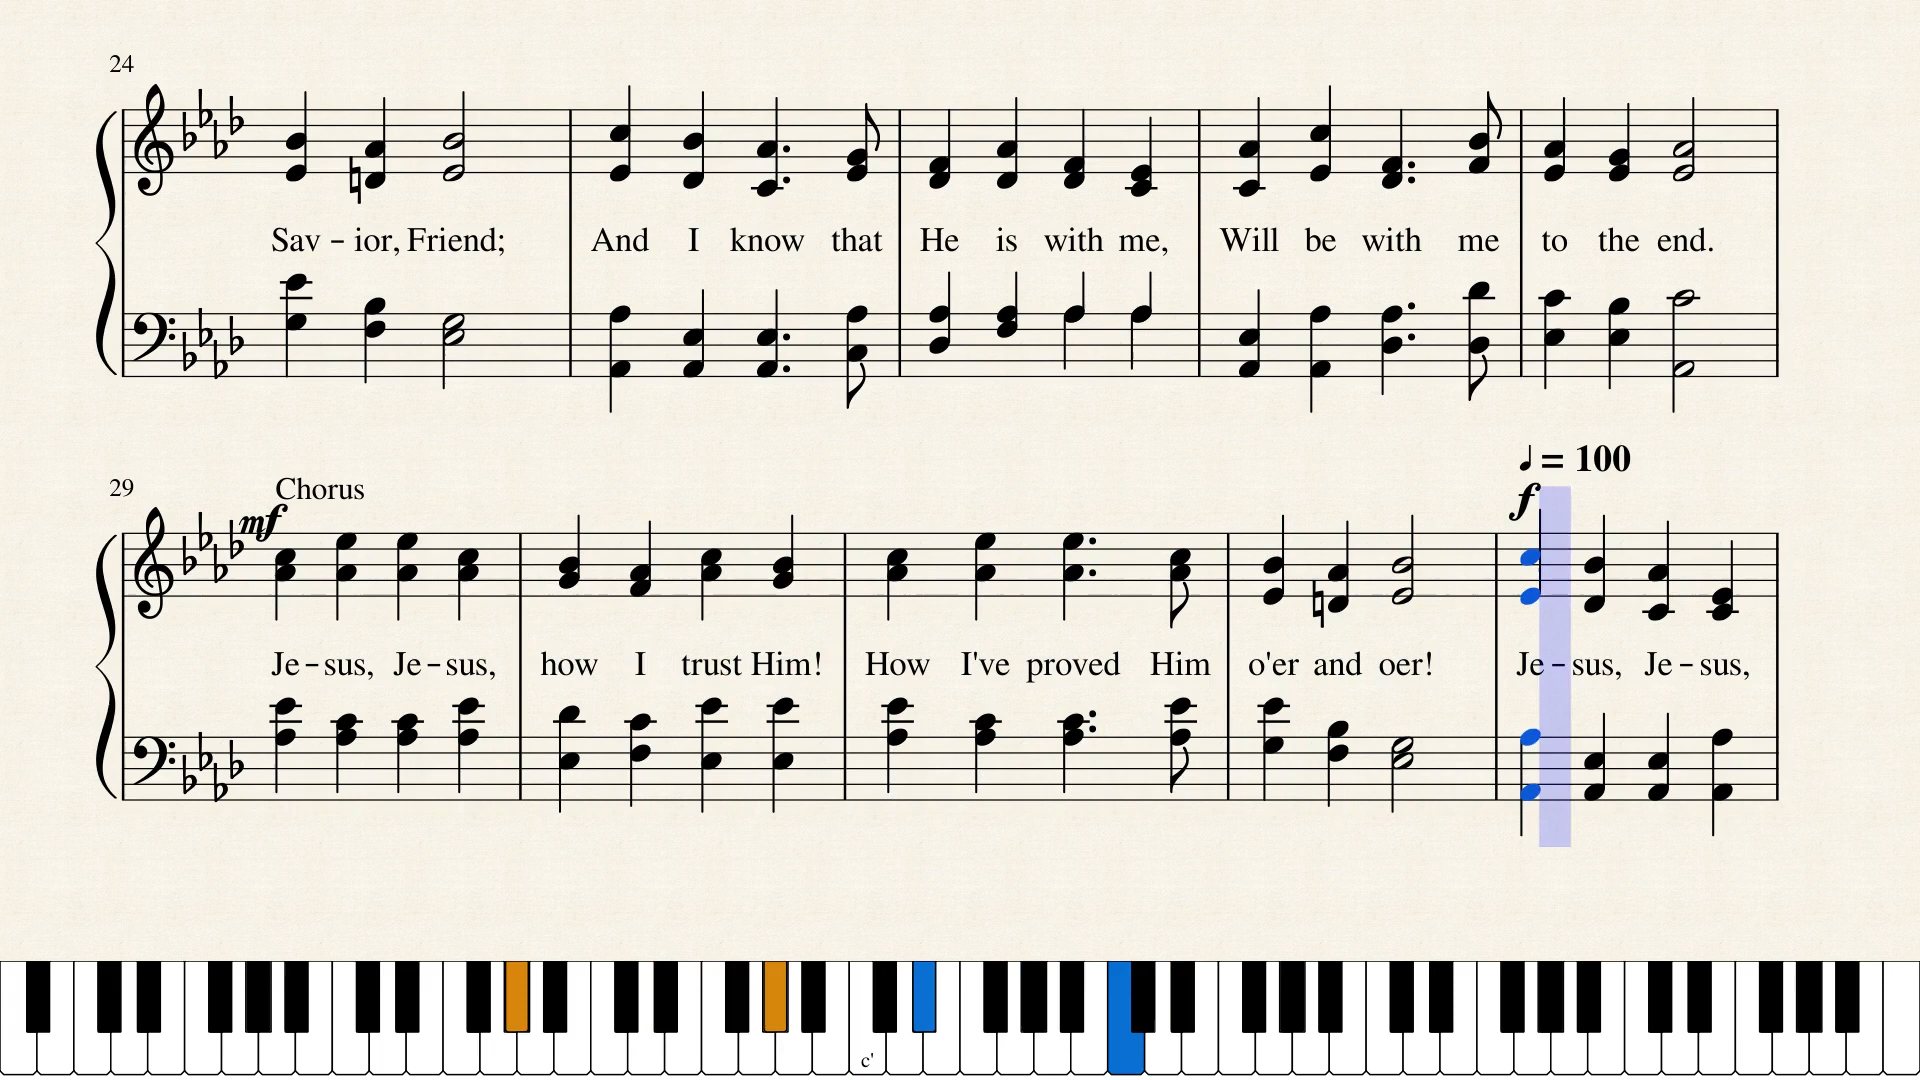 24
Sav - ior, Friend; And I know that He is with me, Will be with me to the end.
♩ = 100
29 Chorus
mf f
Je - sus, Je - sus, how I trust Him! How I've proved Him o'er and oer! Je - sus, Je - sus,
c'